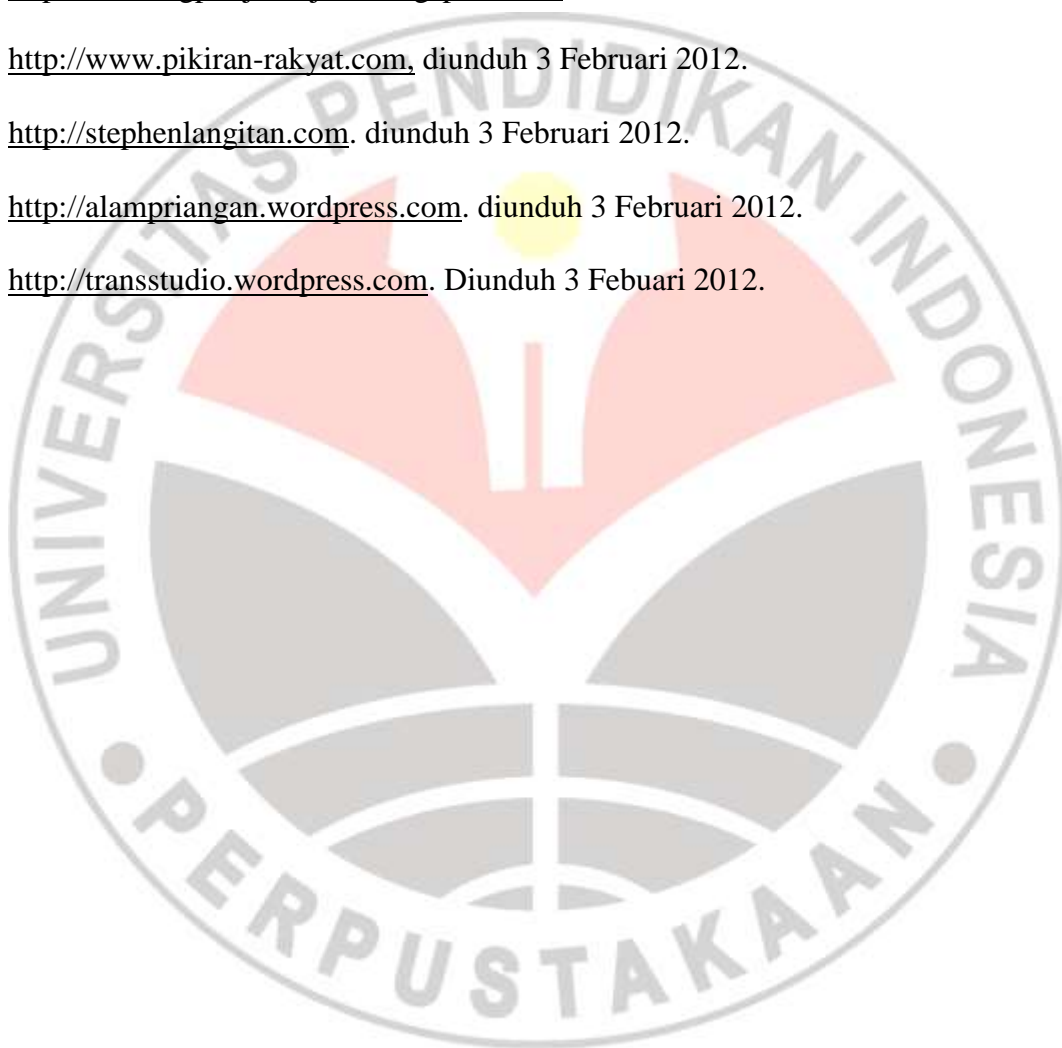 http://www.pikiran-rakyat.com, diunduh 3 Februari 2012.
http://stephenlangitan.com. diunduh 3 Februari 2012.
http://alampriangan.wordpress.com. diunduh 3 Februari 2012.
http://transstudio.wordpress.com. Diunduh 3 Febuari 2012.
UNIVERSITAS PENDIDIKAN INDONESIA
PERPUSTAKAAN